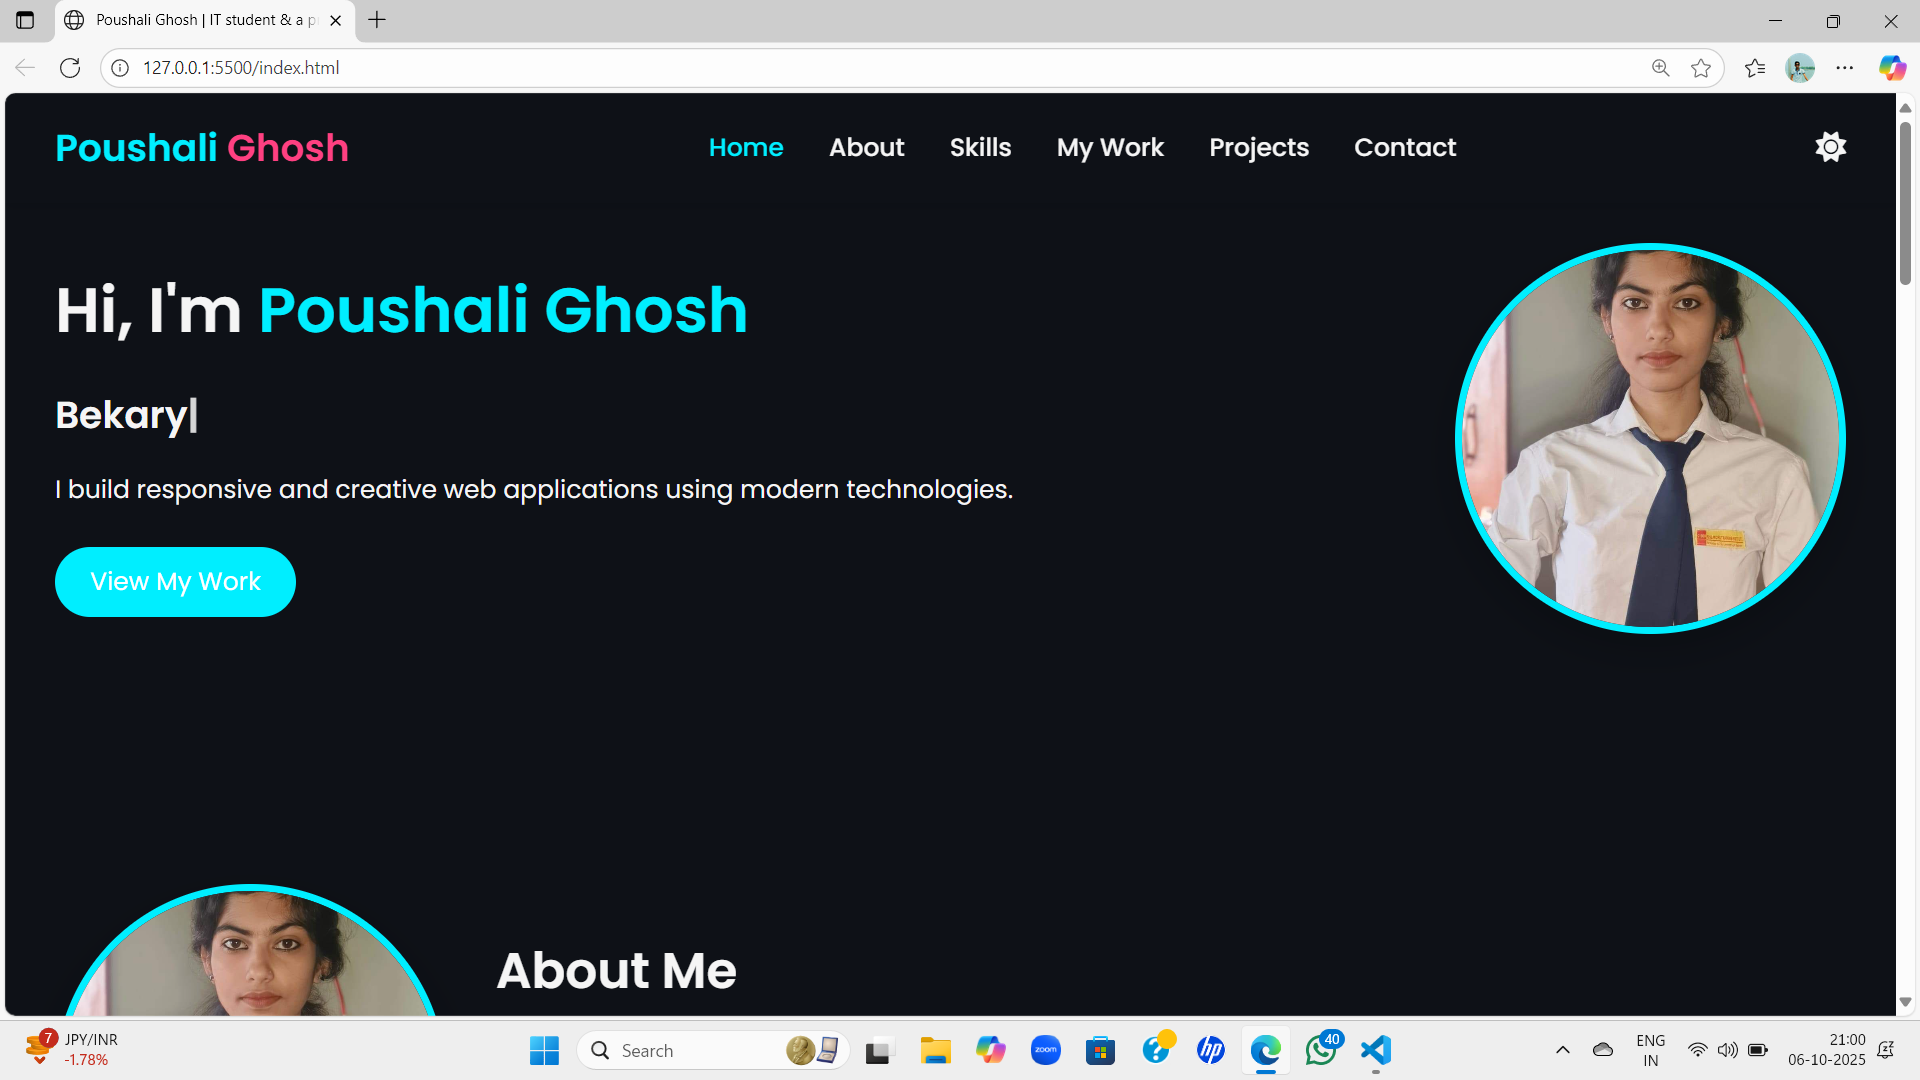 Poushali Ghosh | IT student & a p
127.0.0.1:5500/index.html
Poushali Ghosh
Home About Skills My Work Projects Contact
Hi, I'm Poushali Ghosh
Bekary|
I build responsive and creative web applications using modern technologies.
View My Work
About Me
7
JPY/INR
-1.78%
Search
zoom
hp
40
ENG
IN
21:00
06-10-2025